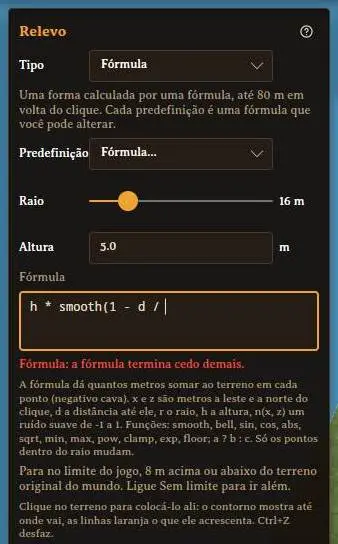 Relevo
Tipo
Fórmula
Uma forma calculada por uma fórmula, até 80 m em
volta do clique. Cada predefinição é uma fórmula que
você pode alterar.
Predefinição
Fórmula...
Raio
16 m
Altura
5.0
m
Fórmula
h * smooth(1 - d /
Fórmula: a fórmula termina cedo demais.
A fórmula dá quantos metros somar ao terreno em cada
ponto (negativo cava). x e z são metros a leste e a norte do
clique, d a distância até ele, r o raio, h a altura, n(x, z) um
ruído suave de -1 a 1. Funções: smooth, bell, sin, cos, abs,
sqrt, min, max, pow, clamp, exp, floor; a ? b : c. Só os pontos
dentro do raio mudam.
Para no limite do jogo, 8 m acima ou abaixo do terreno
original do mundo. Ligue Sem limite para ir além.
Clique no terreno para colocá-lo ali: o contorno mostra até
onde vai, as linhas laranja o que ele acrescenta. Ctrl+Z
desfaz.